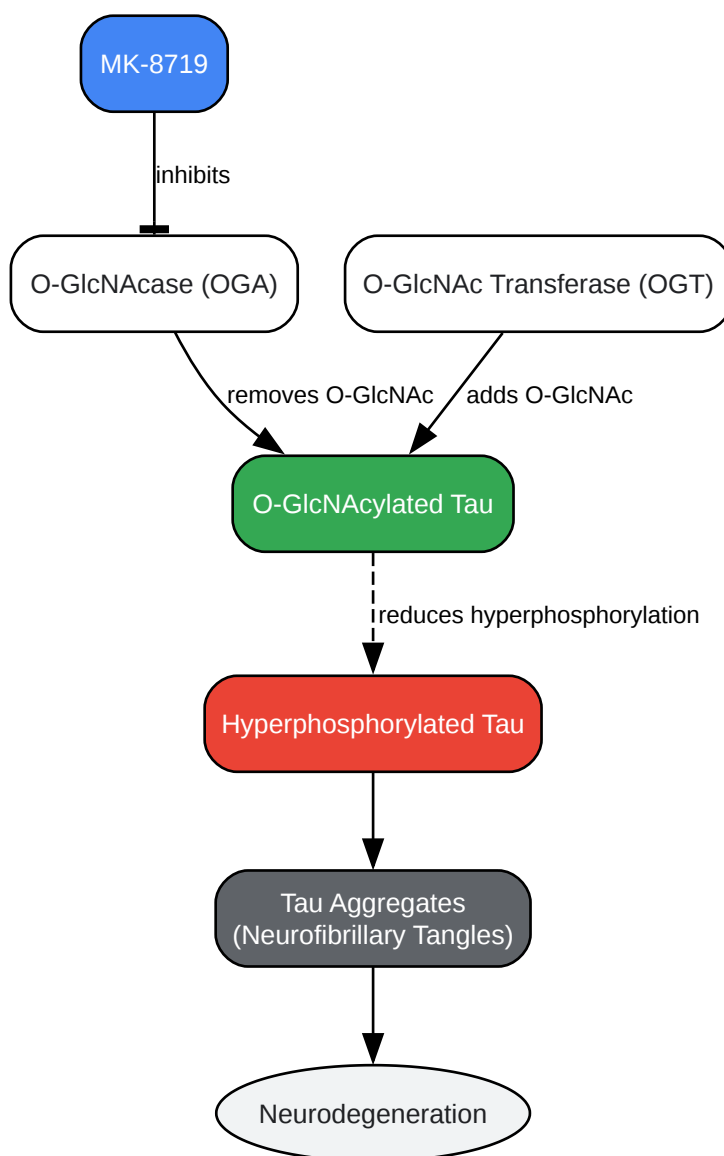 MK-8719
inhibits
O-GlcNAcase (OGA)
O-GlcNAc Transferase (OGT)
removes O-GlcNAc
adds O-GlcNAc
O-GlcNAcylated Tau
reduces hyperphosphorylation
Hyperphosphorylated Tau
Tau Aggregates
(Neurofibrillary Tangles)
Neurodegeneration